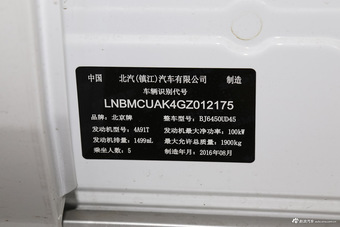 中国 北汽(镇江)汽车有限公司 制造
车辆识别代号
LNBMCUAK4GZ012175
品牌:北京牌 整车型号:BJ6450UD45
发动机型号:4A91T 发动机最大净功率:100kW
发动机排量:1499mL 最大允许总质量:1900kg
乘坐人数:5 制造年月:2016年08月